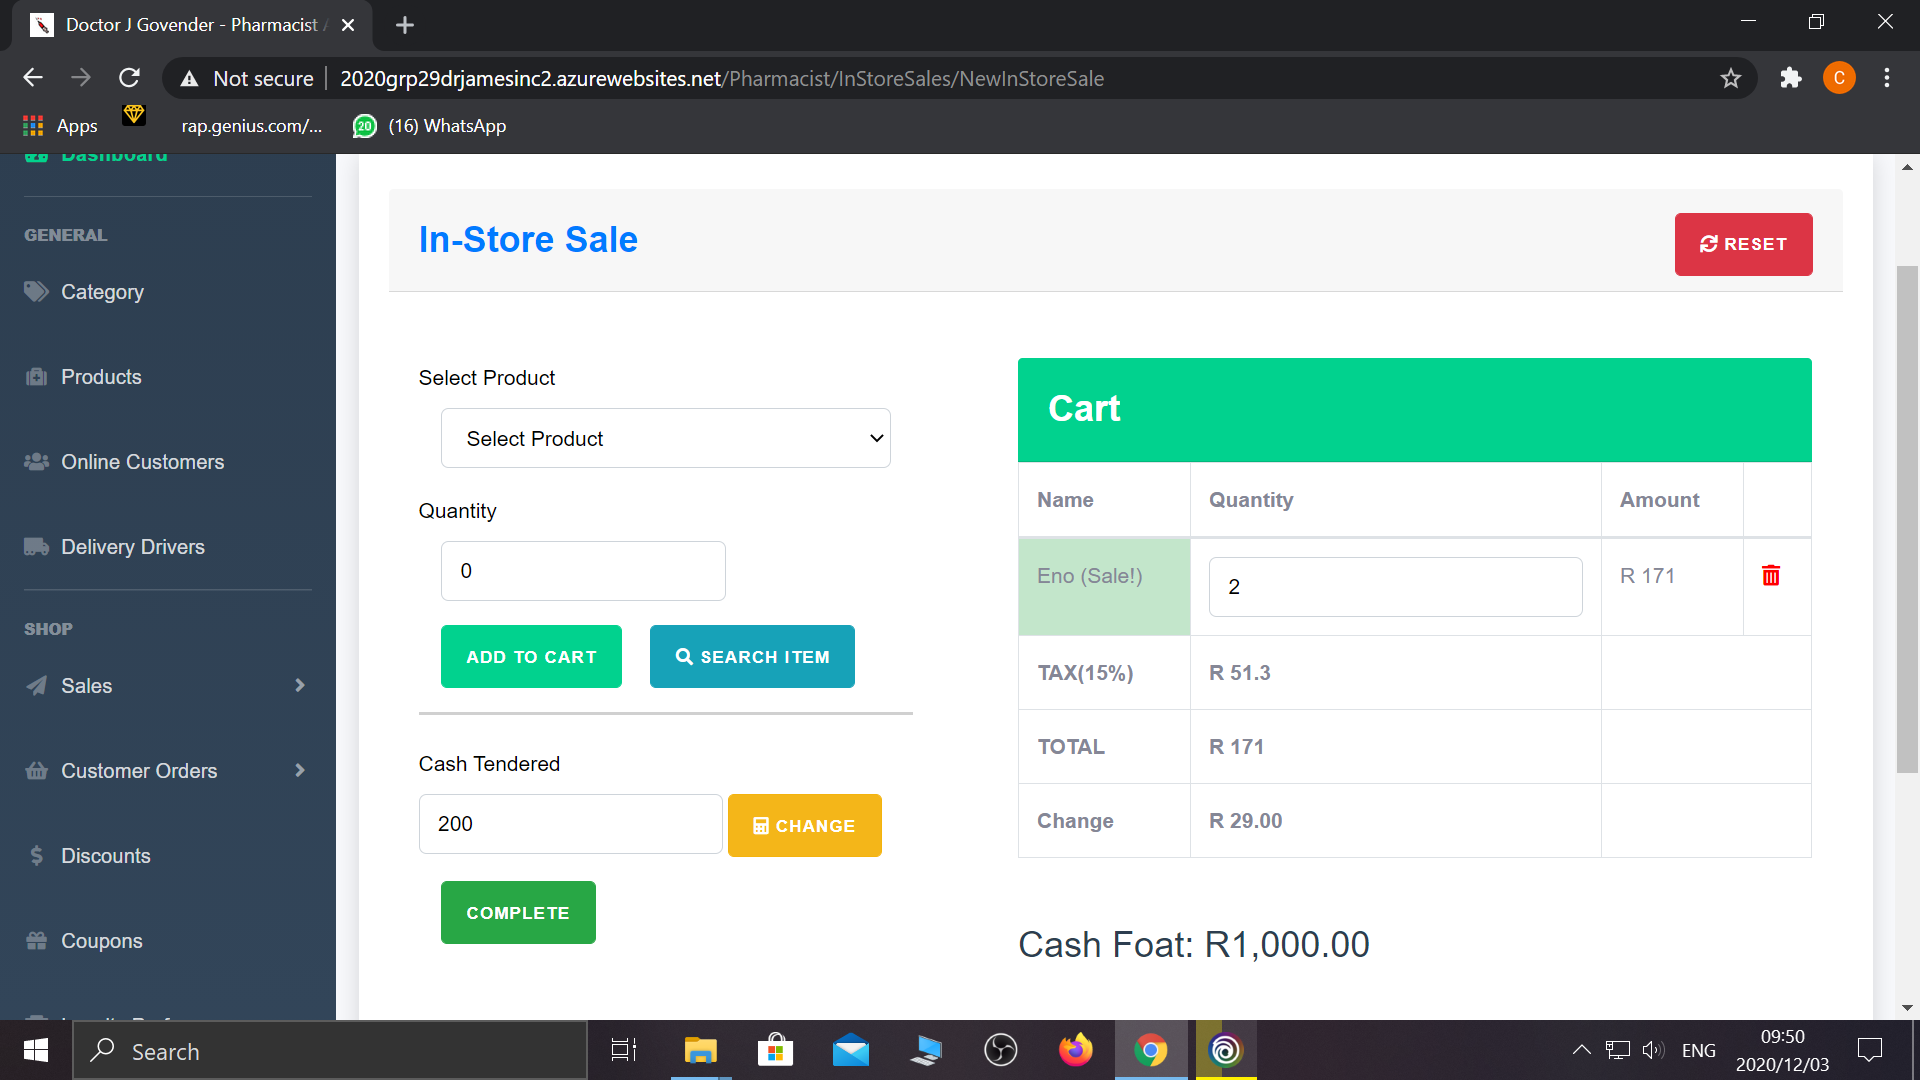 Doctor J Govender - Pharmacist
Not secure
2020grp29drjamesinc2.azurewebsites.net/Pharmacist/InStoreSales/NewInStoreSale
C
Apps
rap.genius.com/...
20
(16) WhatsApp
Dashboard
GENERAL
Category
Products
Online Customers
Delivery Drivers
SHOP
Sales
Customer Orders
Discounts
Coupons
In-Store Sale
RESET
Select Product
Select Product
Quantity
0
ADD TO CART
SEARCH ITEM
Cash Tendered
200
CHANGE
COMPLETE
Cart
Name Quantity Amount
Eno (Sale!) 2 R 171
TAX(15%) R 51.3
TOTAL R 171
Change R 29.00
Cash Foat: R1,000.00
Search
ENG
09:50
2020/12/03